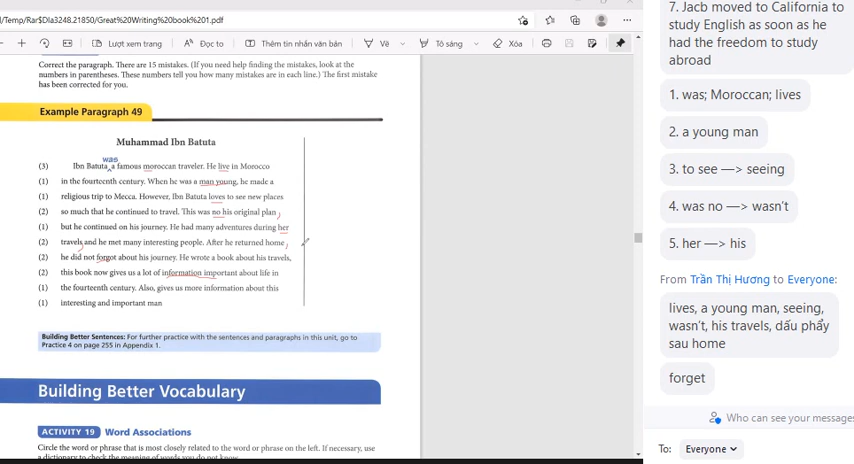 l/Temp/Rar$DIa3248.21850/Great%20Writing%20book%201.pdf
Lượt xem trang
Đọc to
Thêm tin nhắn văn bản
Vẽ
Tô sáng
Xóa
Correct the paragraph. There are 15 mistakes. (If you need help finding the mistakes, look at the
numbers in parentheses. These numbers tell you how many mistakes are in each line.) The first mistake
has been corrected for you.
Example Paragraph 49
Muhammad Ibn Batuta
was
(3) Ibn Batuta a famous moroccan traveler. He live in Morocco
(1) in the fourteenth century. When he was a man young, he made a
(1) religious trip to Mecca. However, Ibn Batuta loves to see new places
(2) so much that he continued to travel. This was no his original plan,
(1) but he continued on his journey. He had many adventures during her
(2) travels, and he met many interesting people. After he returned home,
(2) he did not forgot about his journey. He wrote a book about his travels,
(2) this book now gives us a lot of information important about life in
(1) the fourteenth century. Also, gives us more information about this
(1) interesting and important man
Building Better Sentences: For further practice with the sentences and paragraphs in this unit, go to
Practice 4 on page 255 in Appendix 1.
Building Better Vocabulary
ACTIVITY 19 Word Associations
Circle the word or phrase that is most closely related to the word or phrase on the left. If necessary, use
a dictionary to check the meaning of words you do not know.
7. Jacb moved to California to
study English as soon as he
had the freedom to study
abroad
1. was; Moroccan; lives
2. a young man
3. to see —> seeing
4. was no —> wasn't
5. her —> his
From Trần Thị Hương to Everyone:
lives, a young man, seeing,
wasn't, his travels, dấu phẩy
sau home
forget
Who can see your messages
To: Everyone